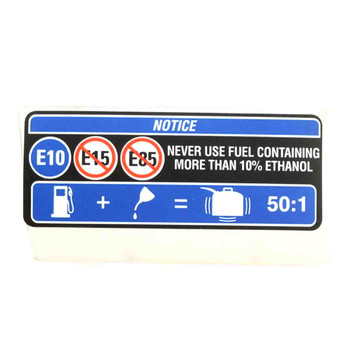 NOTICE
E10 E15 E85 NEVER USE FUEL CONTAINING
MORE THAN 10% ETHANOL
+ = 50:1